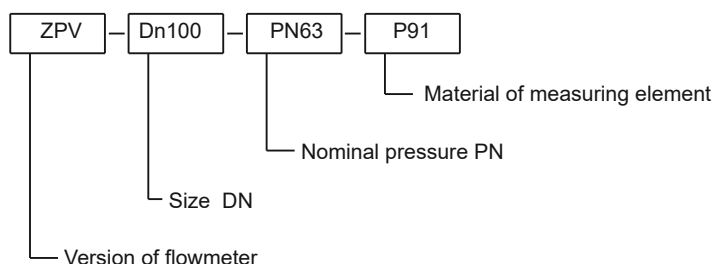 ZPV – Dn100 – PN63 – P91
Material of measuring element
Nominal pressure PN
Size DN
Version of flowmeter